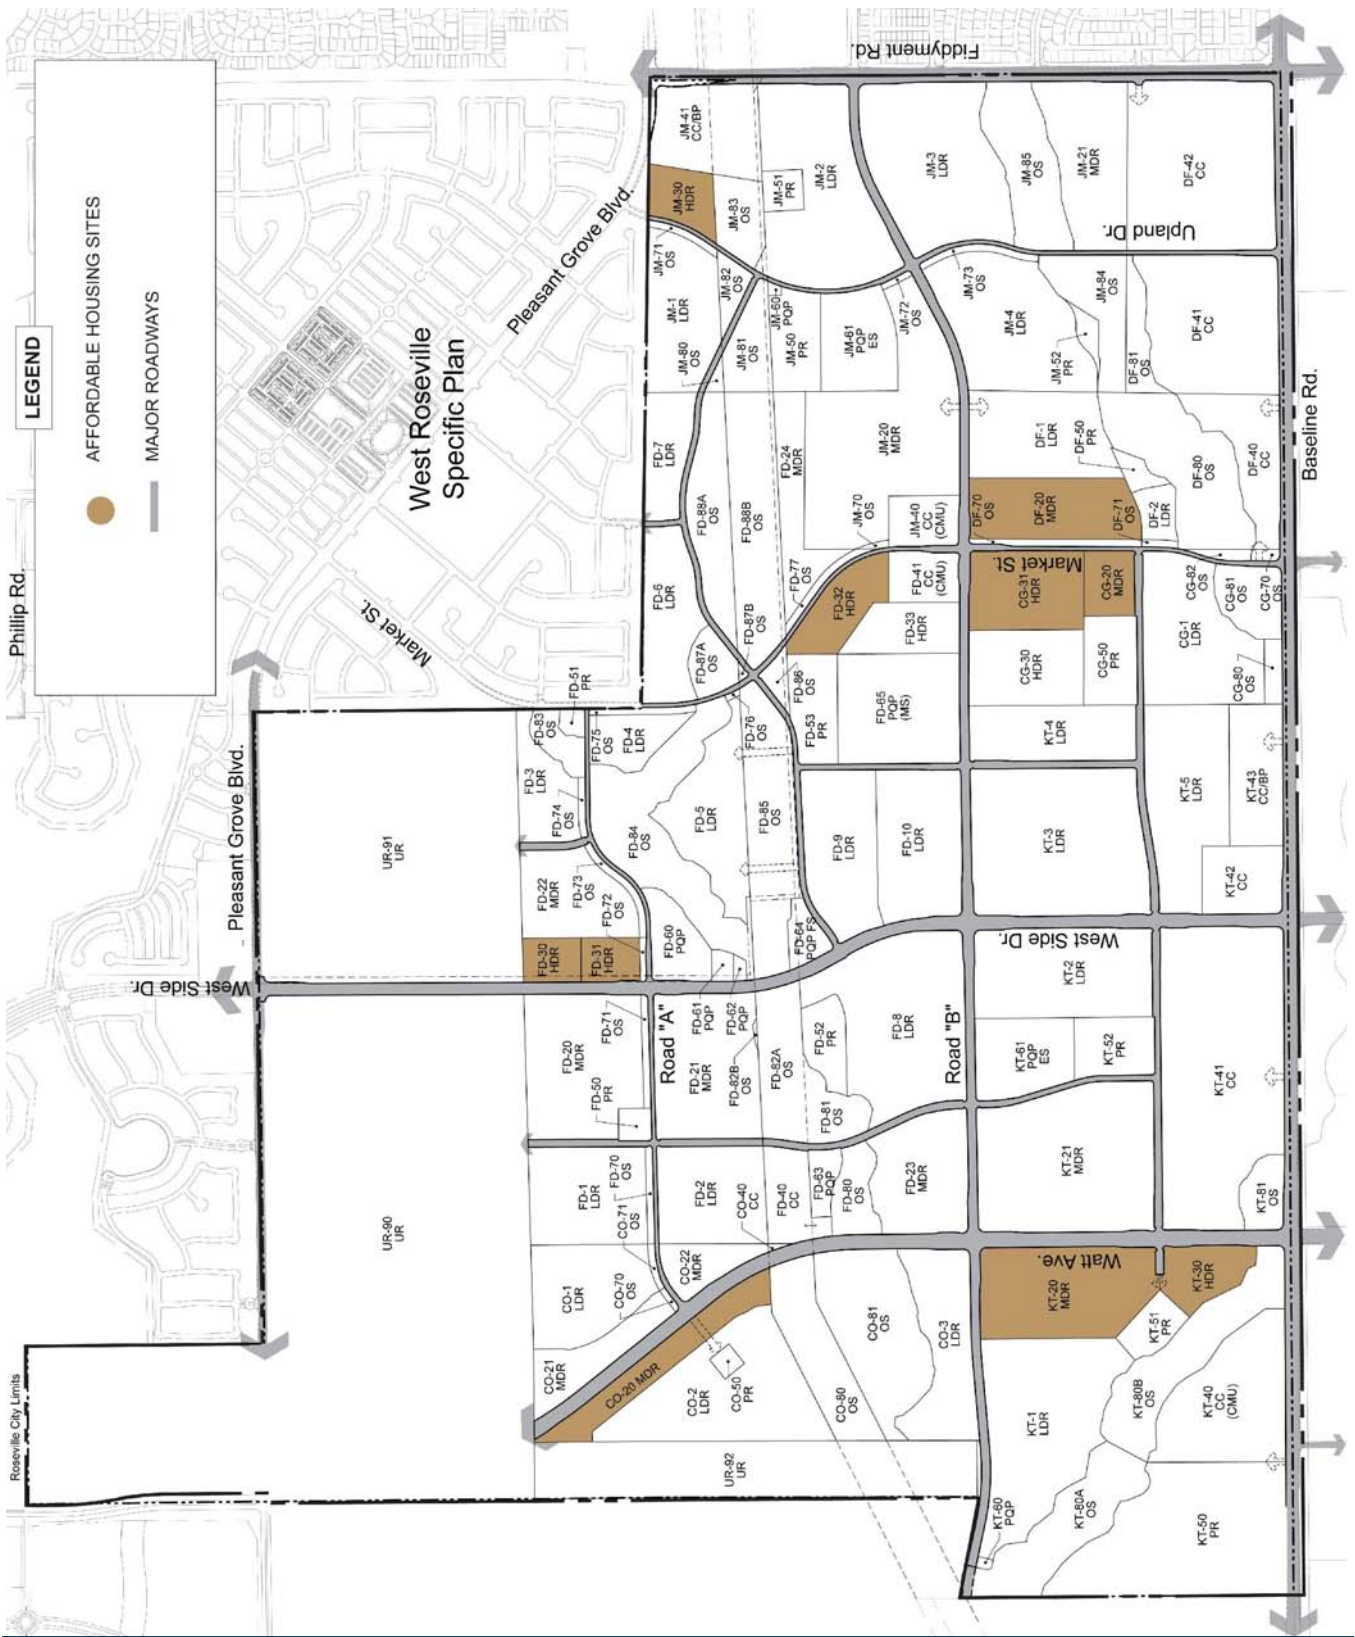 LEGEND
AFFORDABLE HOUSING SITES
MAJOR ROADWAYS
Roseville City Limits
Phillip Rd.
Pleasant Grove Blvd.
West Side Dr.
Market St.
Pleasant Grove Blvd.
Fiddyment Rd.
West Roseville
Specific Plan
UR-90
UR
UR-91
UR
UR-92
UR
CO-21
MDR
CO-1
LDR
CO-70
OS
CO-71
OS
CO-22
MDR
CO-20 MDR
CO-2
LDR
CO-50
PR
CO-40
CC
CO-80
OS
CO-81
OS
CO-3
LDR
FD-1
LDR
FD-70
OS
FD-2
LDR
FD-40
CC
FD-63
PQP
FD-80
OS
FD-23
MDR
FD-20
MDR
FD-50
PR
FD-71
OS
Road "A"
FD-21
MDR
FD-82B
OS
FD-82A
OS
FD-52
PR
FD-81
OS
FD-8
LDR
FD-61
PQP
FD-62
PQP
FD-60
PQP
FD-30
HDR
FD-31
HDR
FD-22
MDR
FD-72
OS
FD-73
OS
FD-74
OS
FD-3
LDR
FD-83
OS
FD-51
PR
FD-75
OS
FD-4
LDR
FD-84
OS
FD-5
LDR
FD-85
OS
FD-64
PQP FS
FD-9
LDR
FD-10
LDR
FD-76
OS
FD-53
PR
FD-86
OS
FD-65
PQP
(MS)
FD-87A
OS
FD-87B
OS
FD-6
LDR
FD-7
LDR
FD-88A
OS
FD-88B
OS
FD-24
MDR
FD-77
OS
FD-32
HDR
FD-33
HDR
FD-41
CC
(CMU)
JM-40
CC
(CMU)
JM-70
OS
JM-20
MDR
JM-80
OS
JM-1
LDR
JM-81
OS
JM-82
OS
JM-71
OS
JM-30
HDR
JM-41
CC/BP
JM-83
OS
JM-51
PR
JM-2
LDR
JM-60
PQP
JM-50
PR
JM-61
PQP
ES
JM-72
OS
JM-73
OS
JM-3
LDR
JM-85
OS
JM-21
MDR
DF-42
CC
Upland Dr.
JM-4
LDR
JM-52
PR
JM-84
OS
DF-81
OS
DF-41
CC
DF-1
LDR
DF-50
PR
DF-80
OS
DF-40
CC
DF-70
OS
DF-20
MDR
DF-71
OS
DF-2
LDR
Market St.
CG-31
HDR
CG-20
MDR
CG-30
HDR
CG-50
PR
CG-82
OS
CG-81
OS
CG-70
OS
CG-1
LDR
CG-80
OS
KT-4
LDR
KT-5
LDR
KT-43
CC/BP
KT-42
CC
KT-3
LDR
West Side Dr.
Road "B"
KT-2
LDR
KT-61
PQP
ES
KT-52
PR
KT-41
CC
KT-21
MDR
KT-81
OS
Watt Ave.
KT-20
MDR
KT-30
HDR
KT-51
PR
KT-1
LDR
KT-80B
OS
KT-40
CC
(CMU)
KT-60
PQP
KT-80A
OS
KT-50
PR
Baseline Rd.